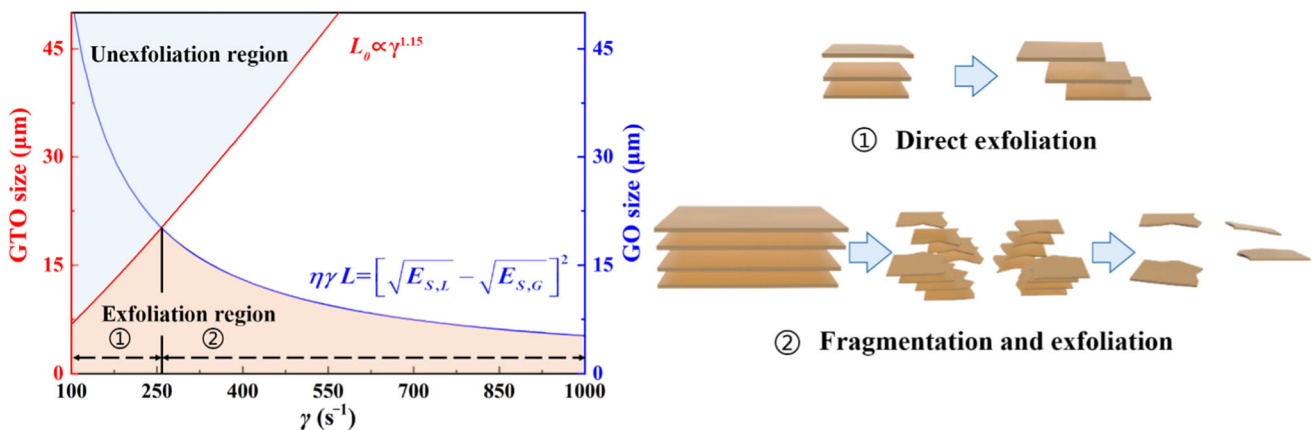 Unexfoliation region
L₀∝γ^1.15
45
30
15
0
GTO size (μm)
45
30
15
0
GO size (μm)
ηγL=[√E_S,L − √E_S,G]²
Exfoliation region
① ②
100 250 400 550 700 850 1000
γ (s⁻¹)
① Direct exfoliation
② Fragmentation and exfoliation